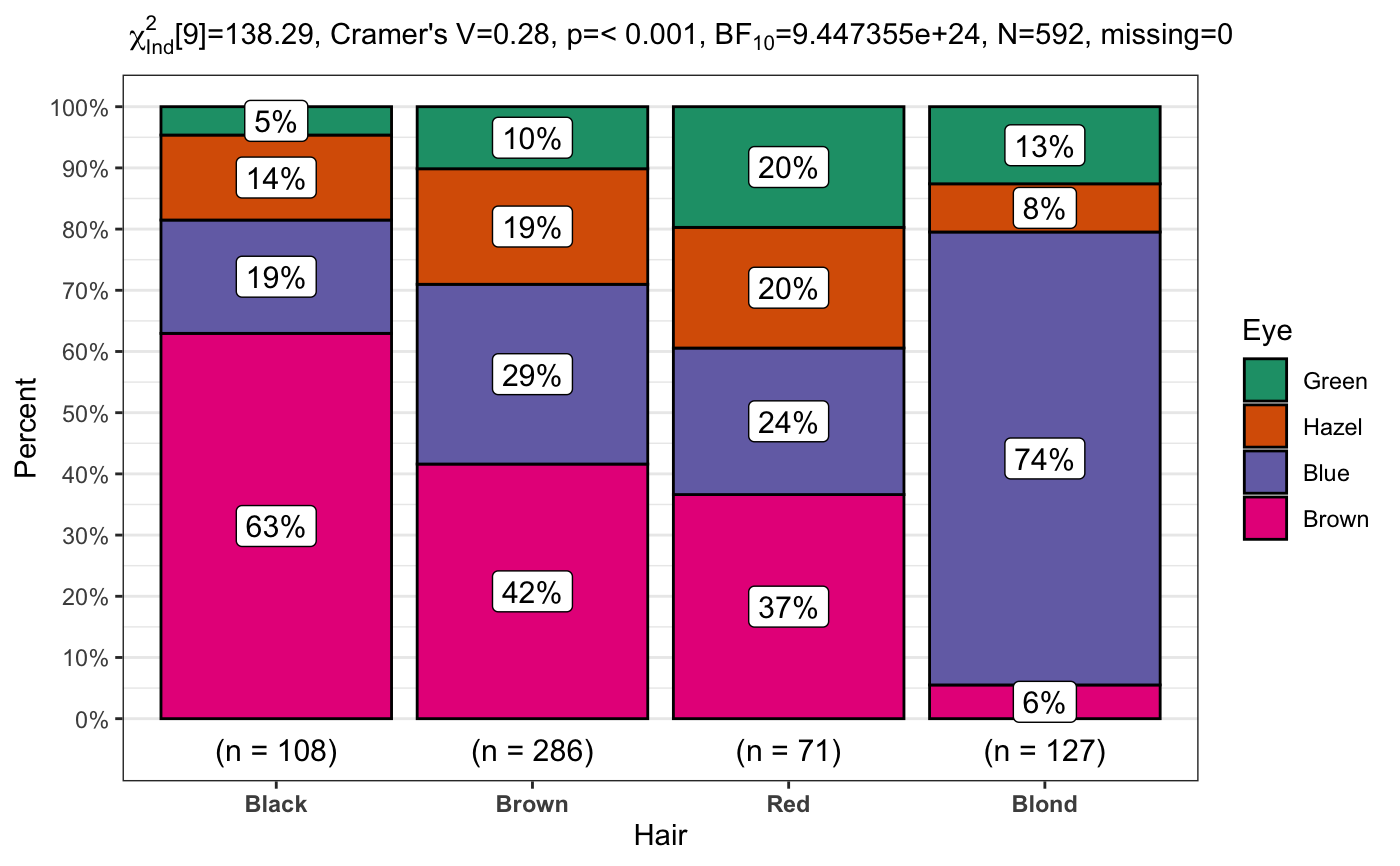 χ²Ind[9]=138.29, Cramer's V=0.28, p=< 0.001, BF₁₀=9.447355e+24, N=592, missing=0
100%
90%
80%
70%
60%
50%
40%
30%
20%
10%
0%
Percent
5%
14%
19%
63%
10%
19%
29%
42%
20%
20%
24%
37%
13%
8%
74%
6%
(n = 108) (n = 286) (n = 71) (n = 127)
Black Brown Red Blond
Hair
Eye
Green
Hazel
Blue
Brown